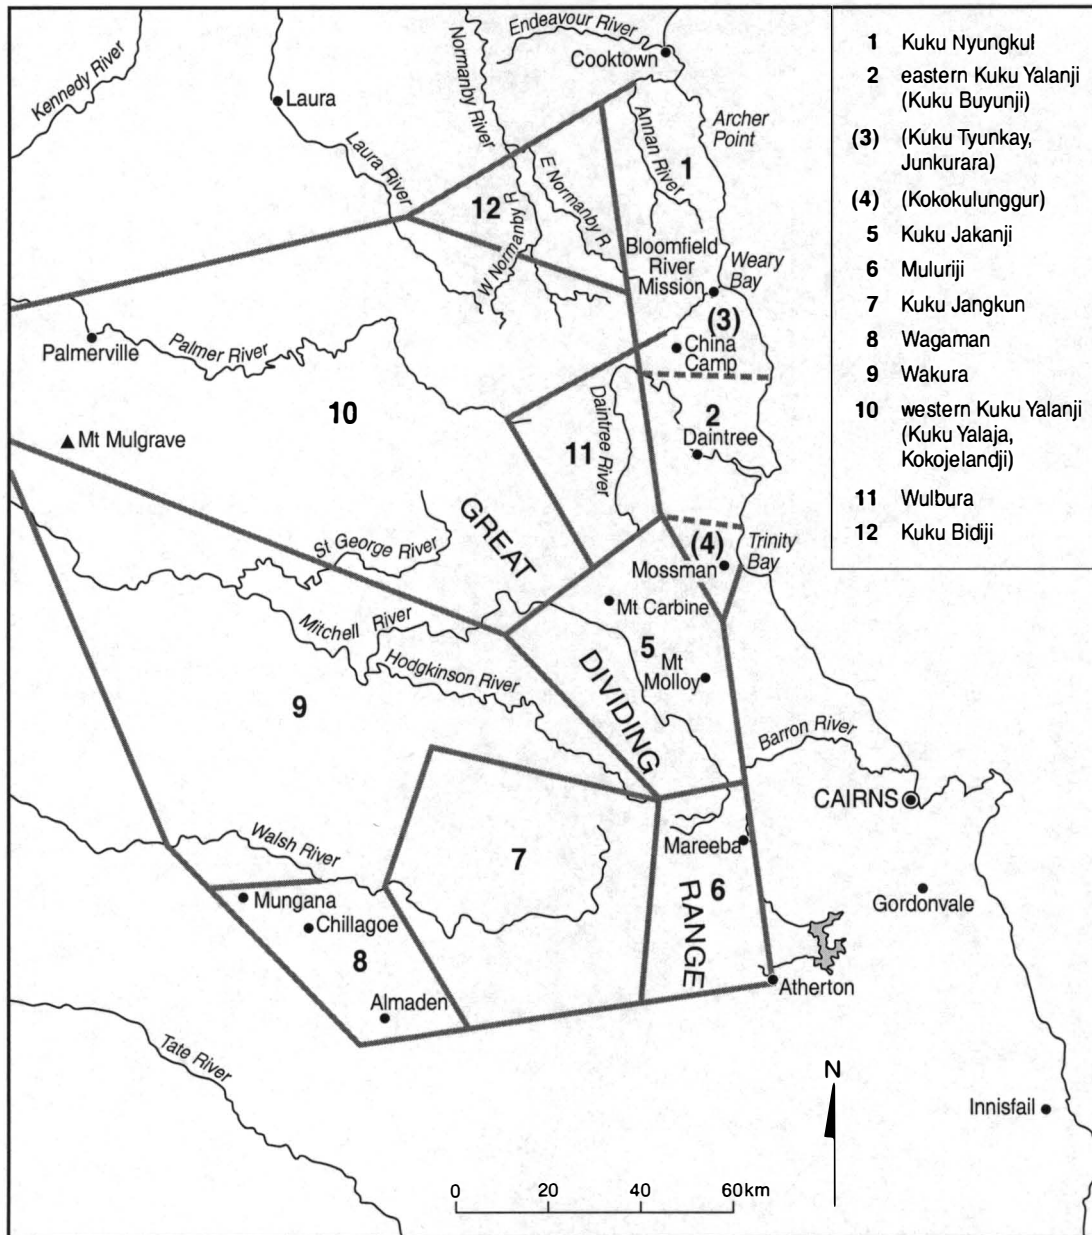 Endeavour River
Cooktown
Kennedy River
Laura
Normanby River
Archer
Point
Laura River
Annan River
1
E Normanby R
12
W Normanby R
Bloomfield
River
Mission
Weary
Bay
(3)
Palmerville
Palmer River
China
Camp
10
2
Mt Mulgrave
Daintree River
Daintree
11
GREAT
St George River
(4)
Trinity
Bay
Mossman
Mt Carbine
Mitchell River
5
Hodgkinson River
Mt
Molloy
DIVIDING
9
Barron River
CAIRNS
Walsh River
7
Mareeba
6
RANGE
Mungana
Gordonvale
Chillagoe
8
Almaden
Atherton
Tate River
N
Innisfail
0 20 40 60km
1 Kuku Nyungkul
2 eastern Kuku Yalanji
(Kuku Buyunji)
(3) (Kuku Tyunkay,
Junkurara)
(4) (Kokokulunggur)
5 Kuku Jakanji
6 Muluriji
7 Kuku Jangkun
8 Wagaman
9 Wakura
10 western Kuku Yalanji
(Kuku Yalaja,
Kokojelandji)
11 Wulbura
12 Kuku Bidiji